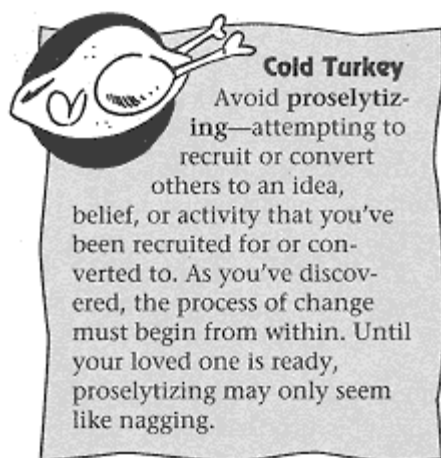 Cold Turkey
Avoid proselytiz-
ing—attempting to
recruit or convert
others to an idea,
belief, or activity that you've
been recruited for or con-
verted to. As you've discov-
ered, the process of change
must begin from within. Until
your loved one is ready,
proselytizing may only seem
like nagging.